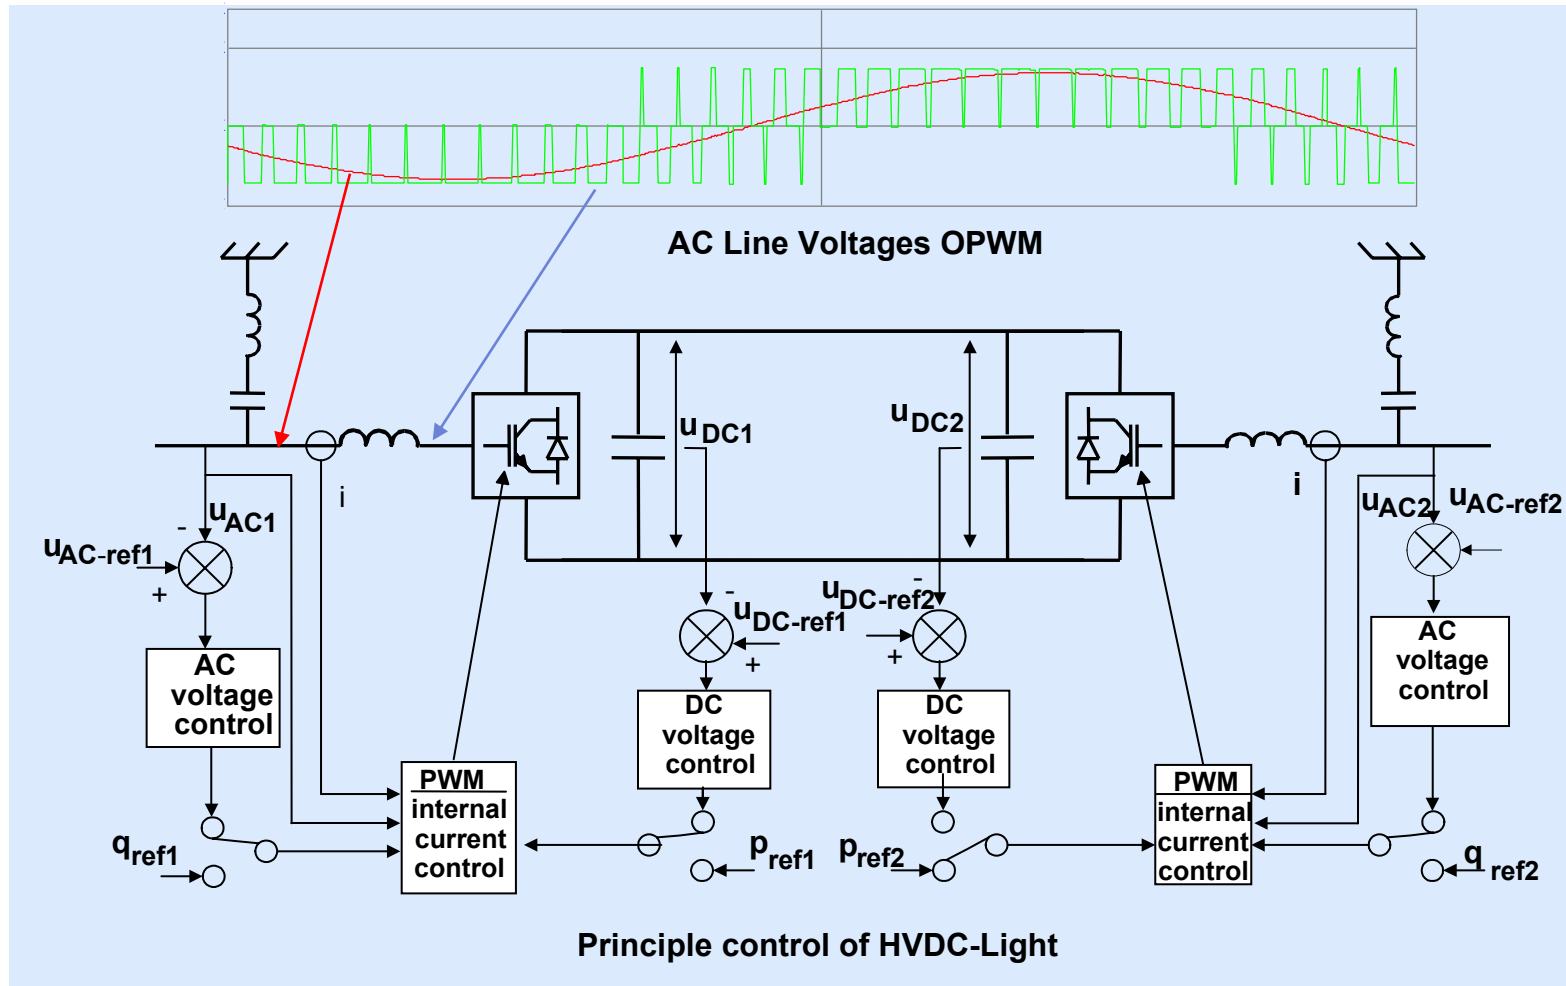 AC Line Voltages OPWM
uDC1
uDC2
i
i
uAC1
uAC2
uAC-ref2
-
uAC-ref1
+
-
uDC-ref1
+
uDC-ref2
-
+
AC
voltage
control
AC
voltage
control
DC
voltage
control
DC
voltage
control
PWM
internal
current
control
PWM
internal
current
control
qref1
pref1
pref2
qref2
Principle control of HVDC-Light